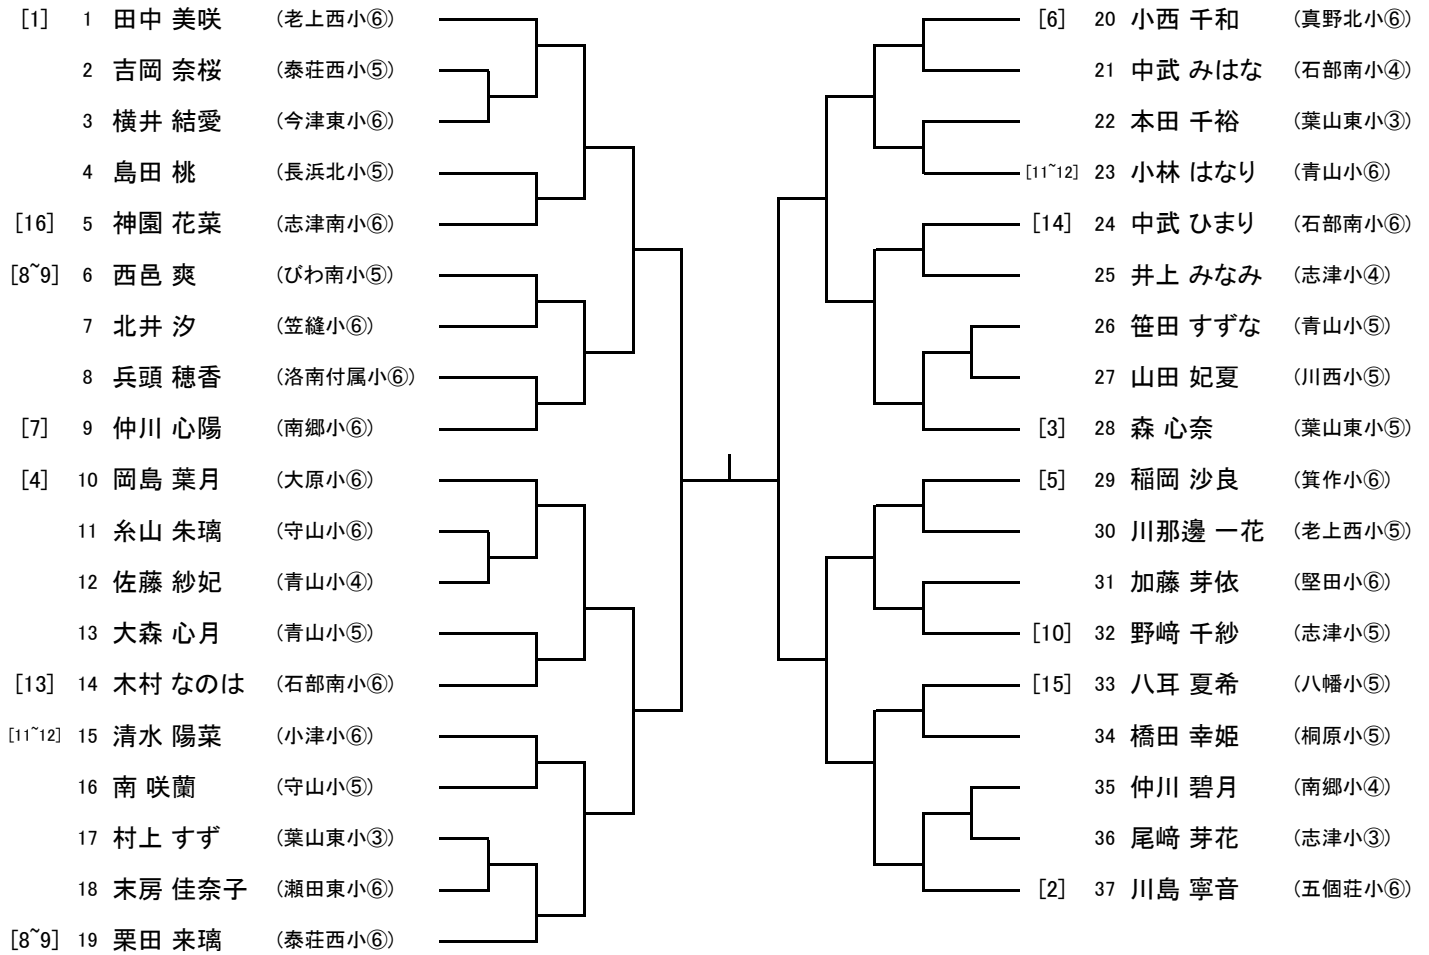 [1] 1 田中 美咲 (老上西小⑥)
2 吉岡 奈桜 (泰荘西小⑤)
3 横井 結愛 (今津東小⑥)
4 島田 桃 (長浜北小⑤)
[16] 5 神園 花菜 (志津南小⑥)
[8~9] 6 西邑 爽 (びわ南小⑤)
7 北井 汐 (笠縫小⑥)
8 兵頭 穂香 (洛南付属小⑥)
[7] 9 仲川 心陽 (南郷小⑥)
[4] 10 岡島 葉月 (大原小⑥)
11 糸山 朱璃 (守山小⑥)
12 佐藤 紗妃 (青山小④)
13 大森 心月 (青山小⑤)
[13] 14 木村 なのは (石部南小⑥)
[11~12] 15 清水 陽菜 (小津小⑥)
16 南 咲蘭 (守山小⑤)
17 村上 すず (葉山東小③)
18 末房 佳奈子 (瀬田東小⑥)
[8~9] 19 栗田 来璃 (泰荘西小⑥)
[6] 20 小西 千和 (真野北小⑥)
21 中武 みはな (石部南小④)
22 本田 千裕 (葉山東小③)
[11~12] 23 小林 はなり (青山小⑥)
[14] 24 中武 ひまり (石部南小⑥)
25 井上 みなみ (志津小④)
26 笹田 すずな (青山小⑤)
27 山田 妃夏 (川西小⑤)
[3] 28 森 心奈 (葉山東小⑤)
[5] 29 稲岡 沙良 (箕作小⑥)
30 川那邊 一花 (老上西小⑤)
31 加藤 芽依 (堅田小⑥)
[10] 32 野﨑 千紗 (志津小⑤)
[15] 33 八耳 夏希 (八幡小⑤)
34 橋田 幸姫 (桐原小⑤)
35 仲川 碧月 (南郷小④)
36 尾﨑 芽花 (志津小③)
[2] 37 川島 寧音 (五個荘小⑥)